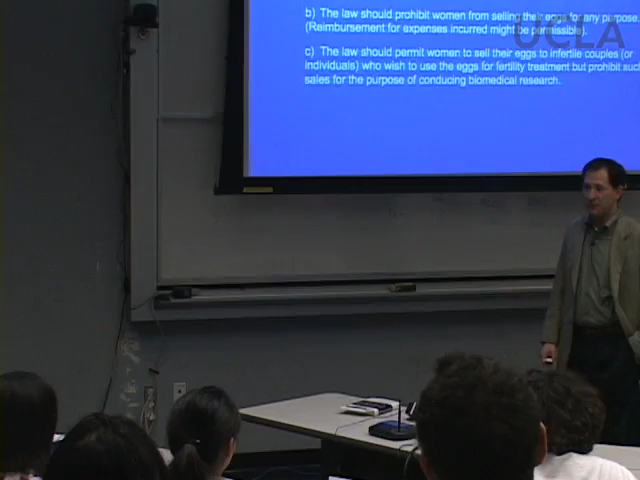 b) The law should prohibit women from selling their eggs for any purpose.
(Reimbursement for expenses incurred might be permissible).
UCLA
c) The law should permit women to sell their eggs to infertile couples (or
individuals) who wish to use the eggs for fertility treatment but prohibit such
sales for the purpose of conducing biomedical research.